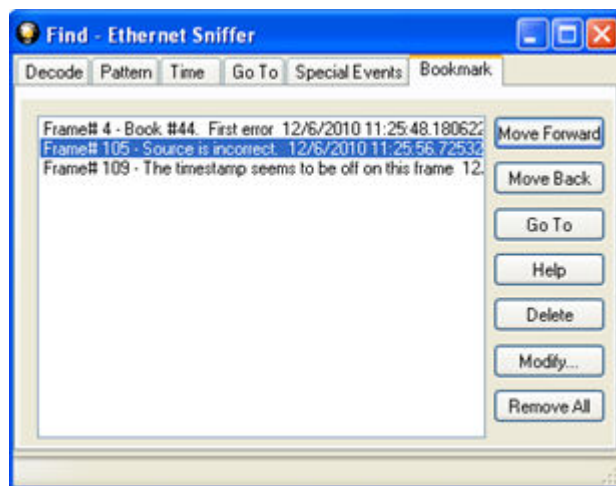 Find - Ethernet Sniffer
Decode Pattern Time Go To Special Events Bookmark
Frame# 4 - Book #44. First error 12/6/2010 11:25:48.180622
Frame# 105 - Source is incorrect. 12/6/2010 11:25:56.72532
Frame# 109 - The timestamp seems to be off on this frame 12.
Move Forward
Move Back
Go To
Help
Delete
Modify...
Remove All